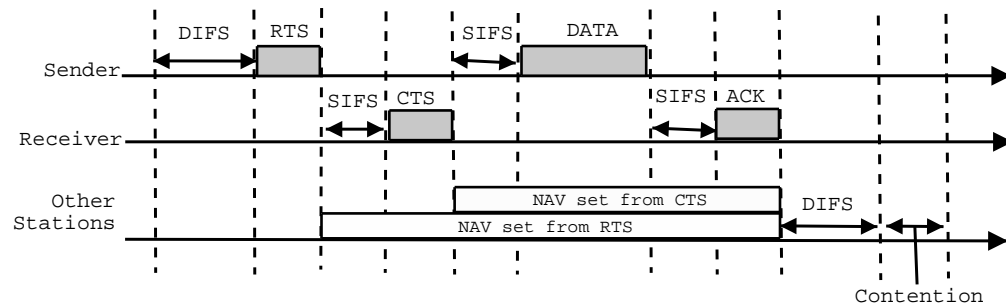 DIFS RTS SIFS DATA
Sender
SIFS CTS SIFS ACK
Receiver
NAV set from CTS
Other
Stations
DIFS
NAV set from RTS
Contention